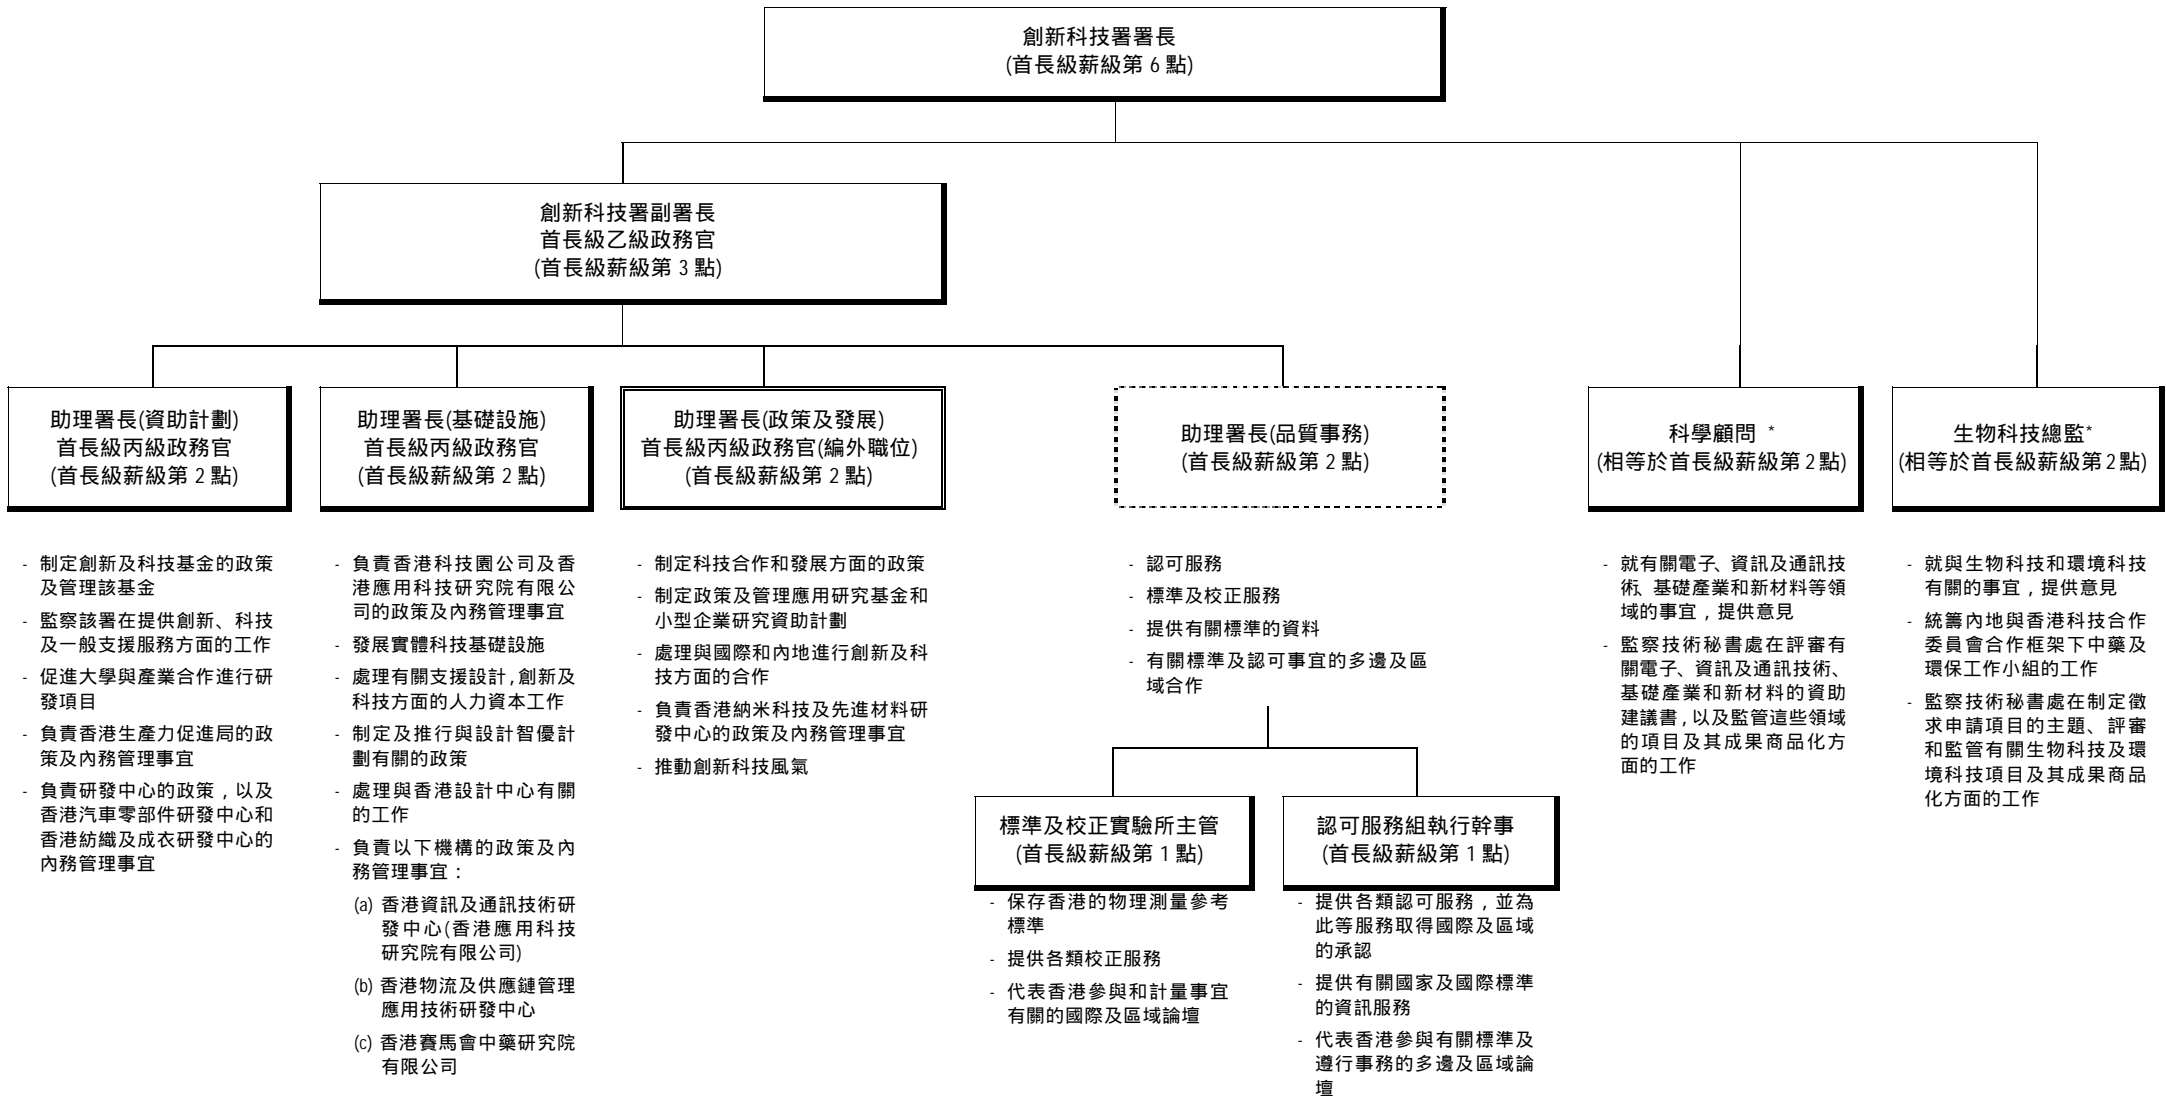 創新科技署署長
(首長級薪級第 6 點)
創新科技署副署長
首長級乙級政務官
(首長級薪級第 3 點)
助理署長(資助計劃)
首長級丙級政務官
(首長級薪級第 2 點)
助理署長(基礎設施)
首長級丙級政務官
(首長級薪級第 2 點)
助理署長(政策及發展)
首長級丙級政務官(編外職位)
(首長級薪級第 2 點)
助理署長(品質事務)
(首長級薪級第 2 點)
科學顧問 *
(相等於首長級薪級第 2 點)
生物科技總監*
(相等於首長級薪級第 2 點)
- 制定創新及科技基金的政策
及管理該基金
- 監察該署在提供創新、科技
及一般支援服務方面的工作
- 促進大學與產業合作進行研
發項目
- 負責香港生產力促進局的政
策及內務管理事宜
- 負責研發中心的政策，以及
香港汽車零部件研發中心和
香港紡織及成衣研發中心的
內務管理事宜
- 負責香港科技園公司及香
港應用科技研究院有限公
司的政策及內務管理事宜
- 發展實體科技基礎設施
- 處理有關支援設計，創新及
科技方面的人力資本工作
- 制定及推行與設計智優計
劃有關的政策
- 處理與香港設計中心有關
的工作
- 負責以下機構的政策及內
務管理事宜：
(a) 香港資訊及通訊技術研
發中心(香港應用科技
研究院有限公司)
(b) 香港物流及供應鏈管理
應用技術研發中心
(c) 香港賽馬會中藥研究院
有限公司
- 制定科技合作和發展方面的政策
- 制定政策及管理應用研究基金和
小型企業研究資助計劃
- 處理與國際和內地進行創新及科
技方面的合作
- 負責香港納米科技及先進材料研
發中心的政策及內務管理事宜
- 推動創新科技風氣
- 認可服務
- 標準及校正服務
- 提供有關標準的資料
- 有關標準及認可事宜的多邊及區
域合作
標準及校正實驗所主管
(首長級薪級第 1 點)
- 保存香港的物理測量參考
標準
- 提供各類校正服務
- 代表香港參與和計量事宜
有關的國際及區域論壇
認可服務組執行幹事
(首長級薪級第 1 點)
- 提供各類認可服務，並為
此等服務取得國際及區域
的承認
- 提供有關國家及國際標準
的資訊服務
- 代表香港參與有關標準及
遵行事務的多邊及區域論
壇
- 就有關電子、資訊及通訊技
術、基礎產業和新材料等領
域的事宜，提供意見
- 監察技術秘書處在評審有
關電子、資訊及通訊技術、
基礎產業和新材料的資助
建議書，以及監管這些領域
的項目及其成果商品化方
面的工作
- 就與生物科技和環境科技
有關的事宜，提供意見
- 統籌內地與香港科技合作
委員會合作框架下中藥及
環保工作小組的工作
- 監察技術秘書處在制定徵
求申請項目的主題、評審
和監管有關生物科技及環
境科技項目及其成果商品
化方面的工作